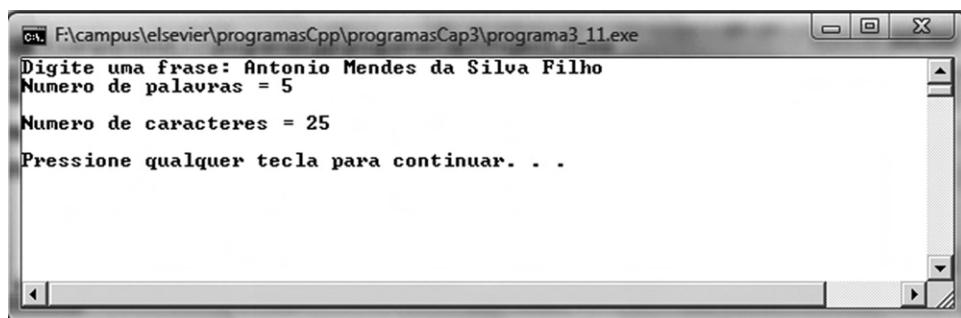 F:\campus\elsevier\programasCpp\programasCap3\programa3_11.exe
Digite uma frase: Antonio Mendes da Silva Filho
Numero de palavras = 5
Numero de caracteres = 25
Pressione qualquer tecla para continuar. . .